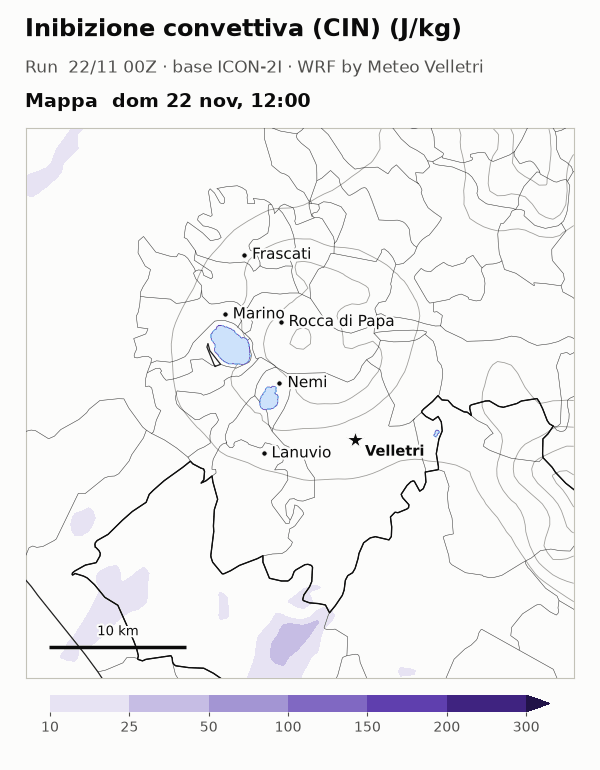 Inibizione convettiva (CIN) (J/kg)
Run  22/11 00Z · base ICON-2I · WRF by Meteo Velletri
Mappa  dom 22 nov, 12:00
Frascati
Marino
Rocca di Papa
Nemi
Velletri
Lanuvio
10 km
10 25 50 100 150 200 300